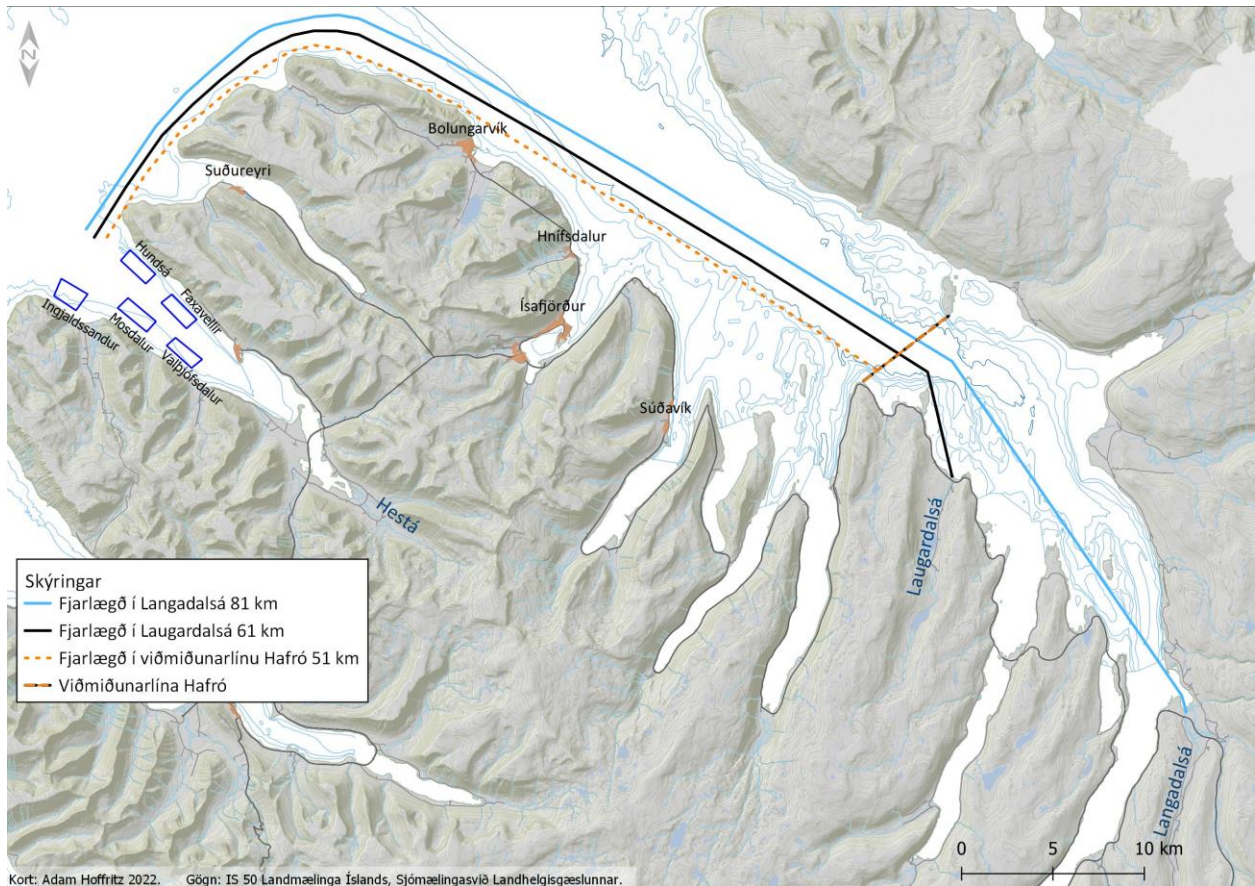 N
Bolungarvík
Suðureyri
Hnífsdalur
Hundsá
Faxavellir
Ingjaldssandur
Mosdalur
Valþjófsdalur
Ísafjörður
Súðavík
Hestá
Laugardalsá
Langadalsá
Skýringar
Fjarlægð í Langadalsá 81 km
Fjarlægð í Laugardalsá 61 km
Fjarlægð í viðmiðunarlínu Hafró 51 km
Viðmiðunarlína Hafró
0 5 10 km
Kort: Adam Hoffritz 2022. Gögn: IS 50 Landmælinga Íslands, Sjómælingasvið Landhelgisgæslunnar.